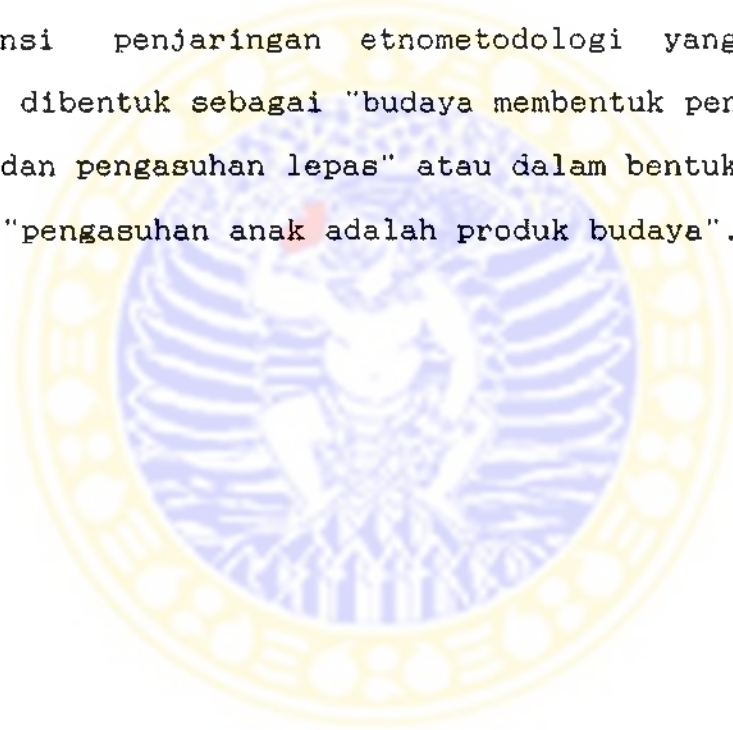 nsi penjaringan etnometodologi yang
dibentuk sebagai "budaya membentuk pen
dan pengasuhan lepas" atau dalam bentuk
"pengasuhan anak adalah produk budaya".